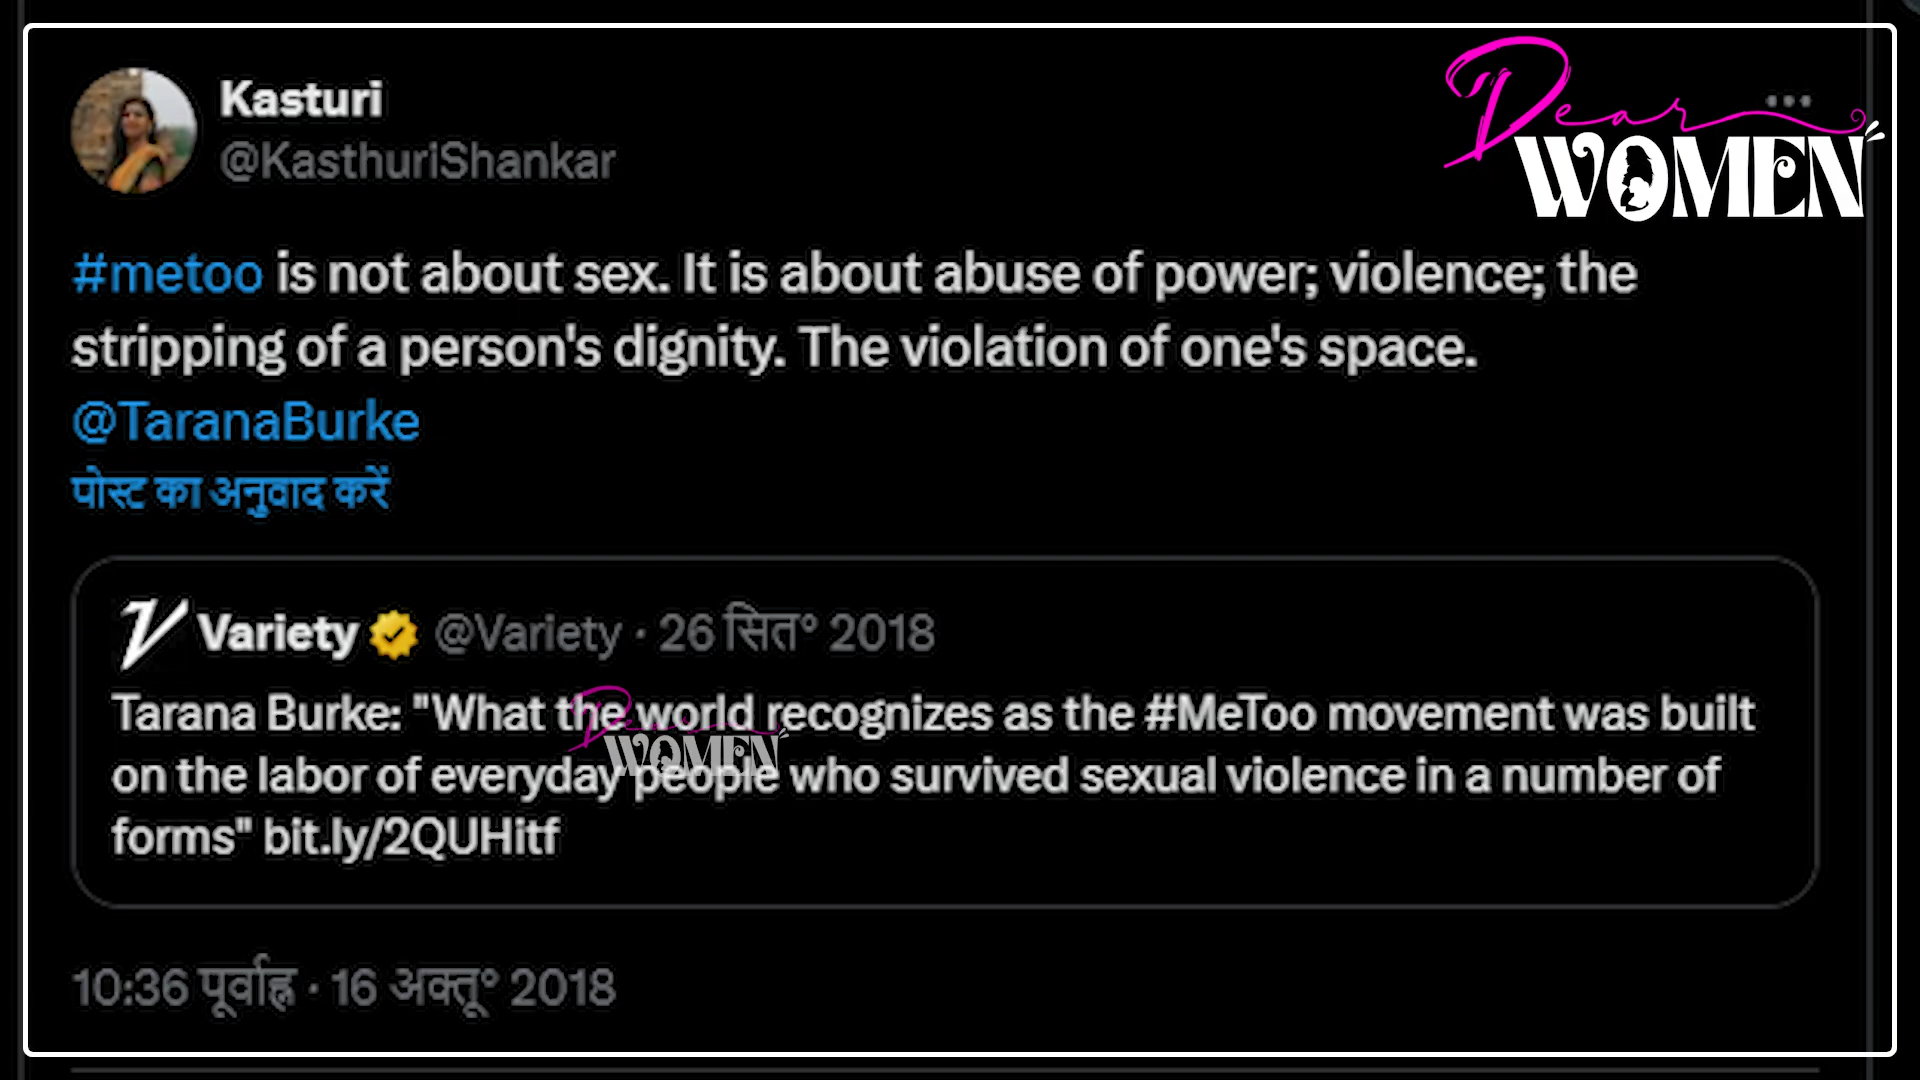 Kasturi
@KasthuriShankar
Dear
WOMEN
#metoo is not about sex. It is about abuse of power; violence; the
stripping of a person's dignity. The violation of one's space.
@TaranaBurke
पोस्ट का अनुवाद करें
Variety @Variety · 26 सित॰ 2018
Tarana Burke: "What the world recognizes as the #MeToo movement was built
on the labor of everyday people who survived sexual violence in a number of
forms" bit.ly/2QUHitf
Dear
WOMEN
10:36 पूर्वाह्न · 16 अक्तू॰ 2018